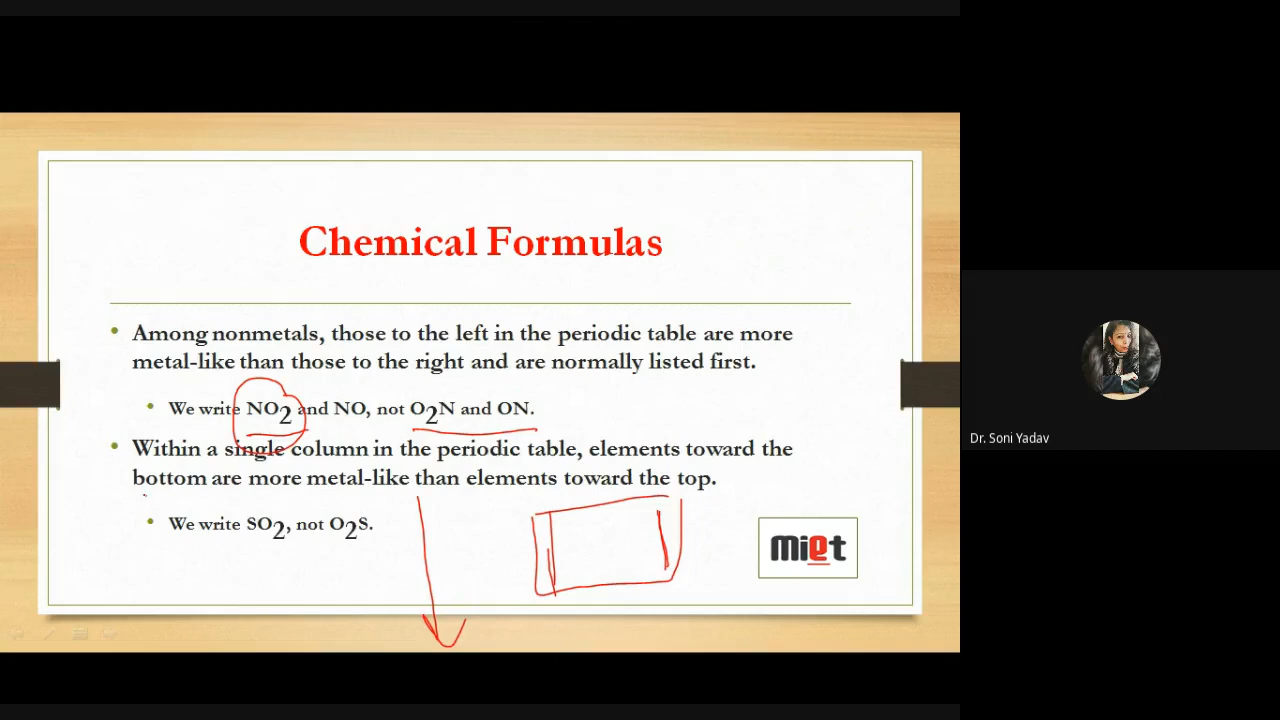 Chemical Formulas
Among nonmetals, those to the left in the periodic table are more
metal-like than those to the right and are normally listed first.
We write NO2 and NO, not O2N and ON.
Within a single column in the periodic table, elements toward the
bottom are more metal-like than elements toward the top.
We write SO2, not O2S.
miet
Dr. Soni Yadav